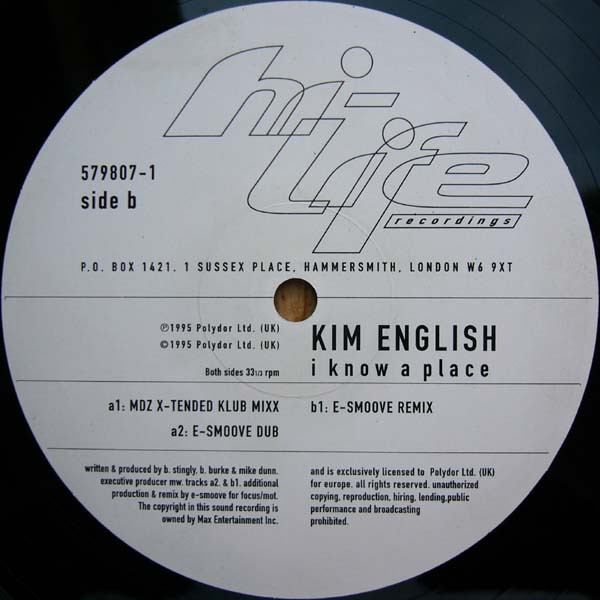 hi-
life
recordings
579807-1
side b
P.O. BOX 1421. 1 SUSSEX PLACE, HAMMERSMITH, LONDON W6 9XT
℗1995 Polydor Ltd. (UK)
©1995 Polydor Ltd. (UK)
Both sides 33 1/3 rpm
KIM ENGLISH
i know a place
a1: MDZ X-TENDED KLUB MIXX
a2: E-SMOOVE DUB
b1: E-SMOOVE REMIX
written & produced by b. stingly, b. burke & mike dunn.
executive producer mw. tracks a2. & b1. additional
production & remix by e-smoove for focus/mot.
The copyright in this sound recording is
owned by Max Entertainment Inc.
and is exclusively licensed to Polydor Ltd. (UK)
for europe. all rights reserved. unauthorized
copying, reproduction, hiring, lending,public
performance and broadcasting
prohibited.